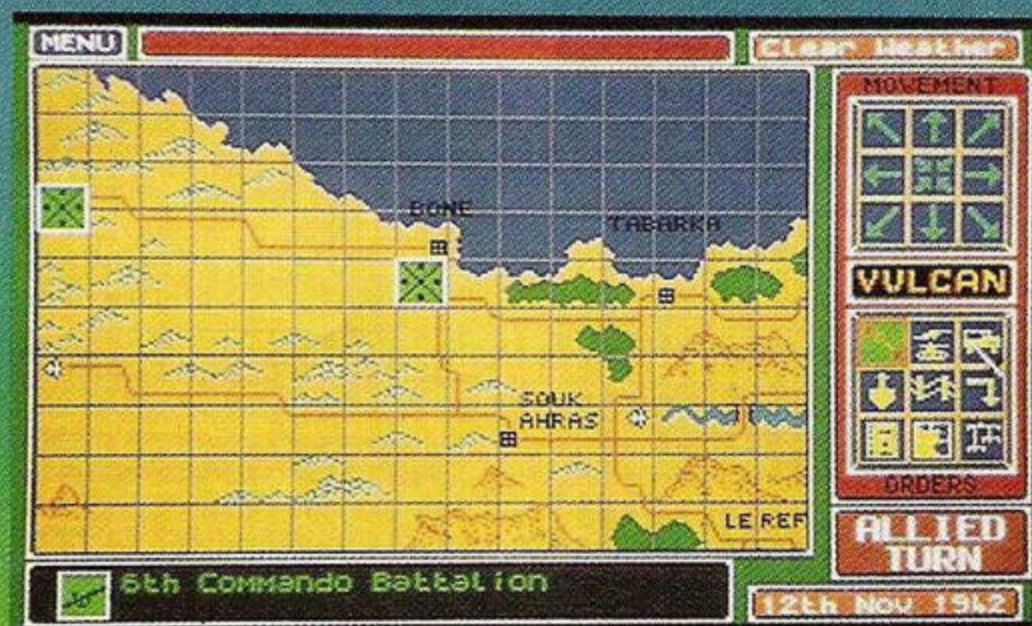 MENU
Clear Weather
MOVEMENT
BONE
TABARKA
VULCAN
SOUK
AHRAS
LE REF
ORDERS
ALLIED
TURN
6th Commando Battalion
12th Nov 1942